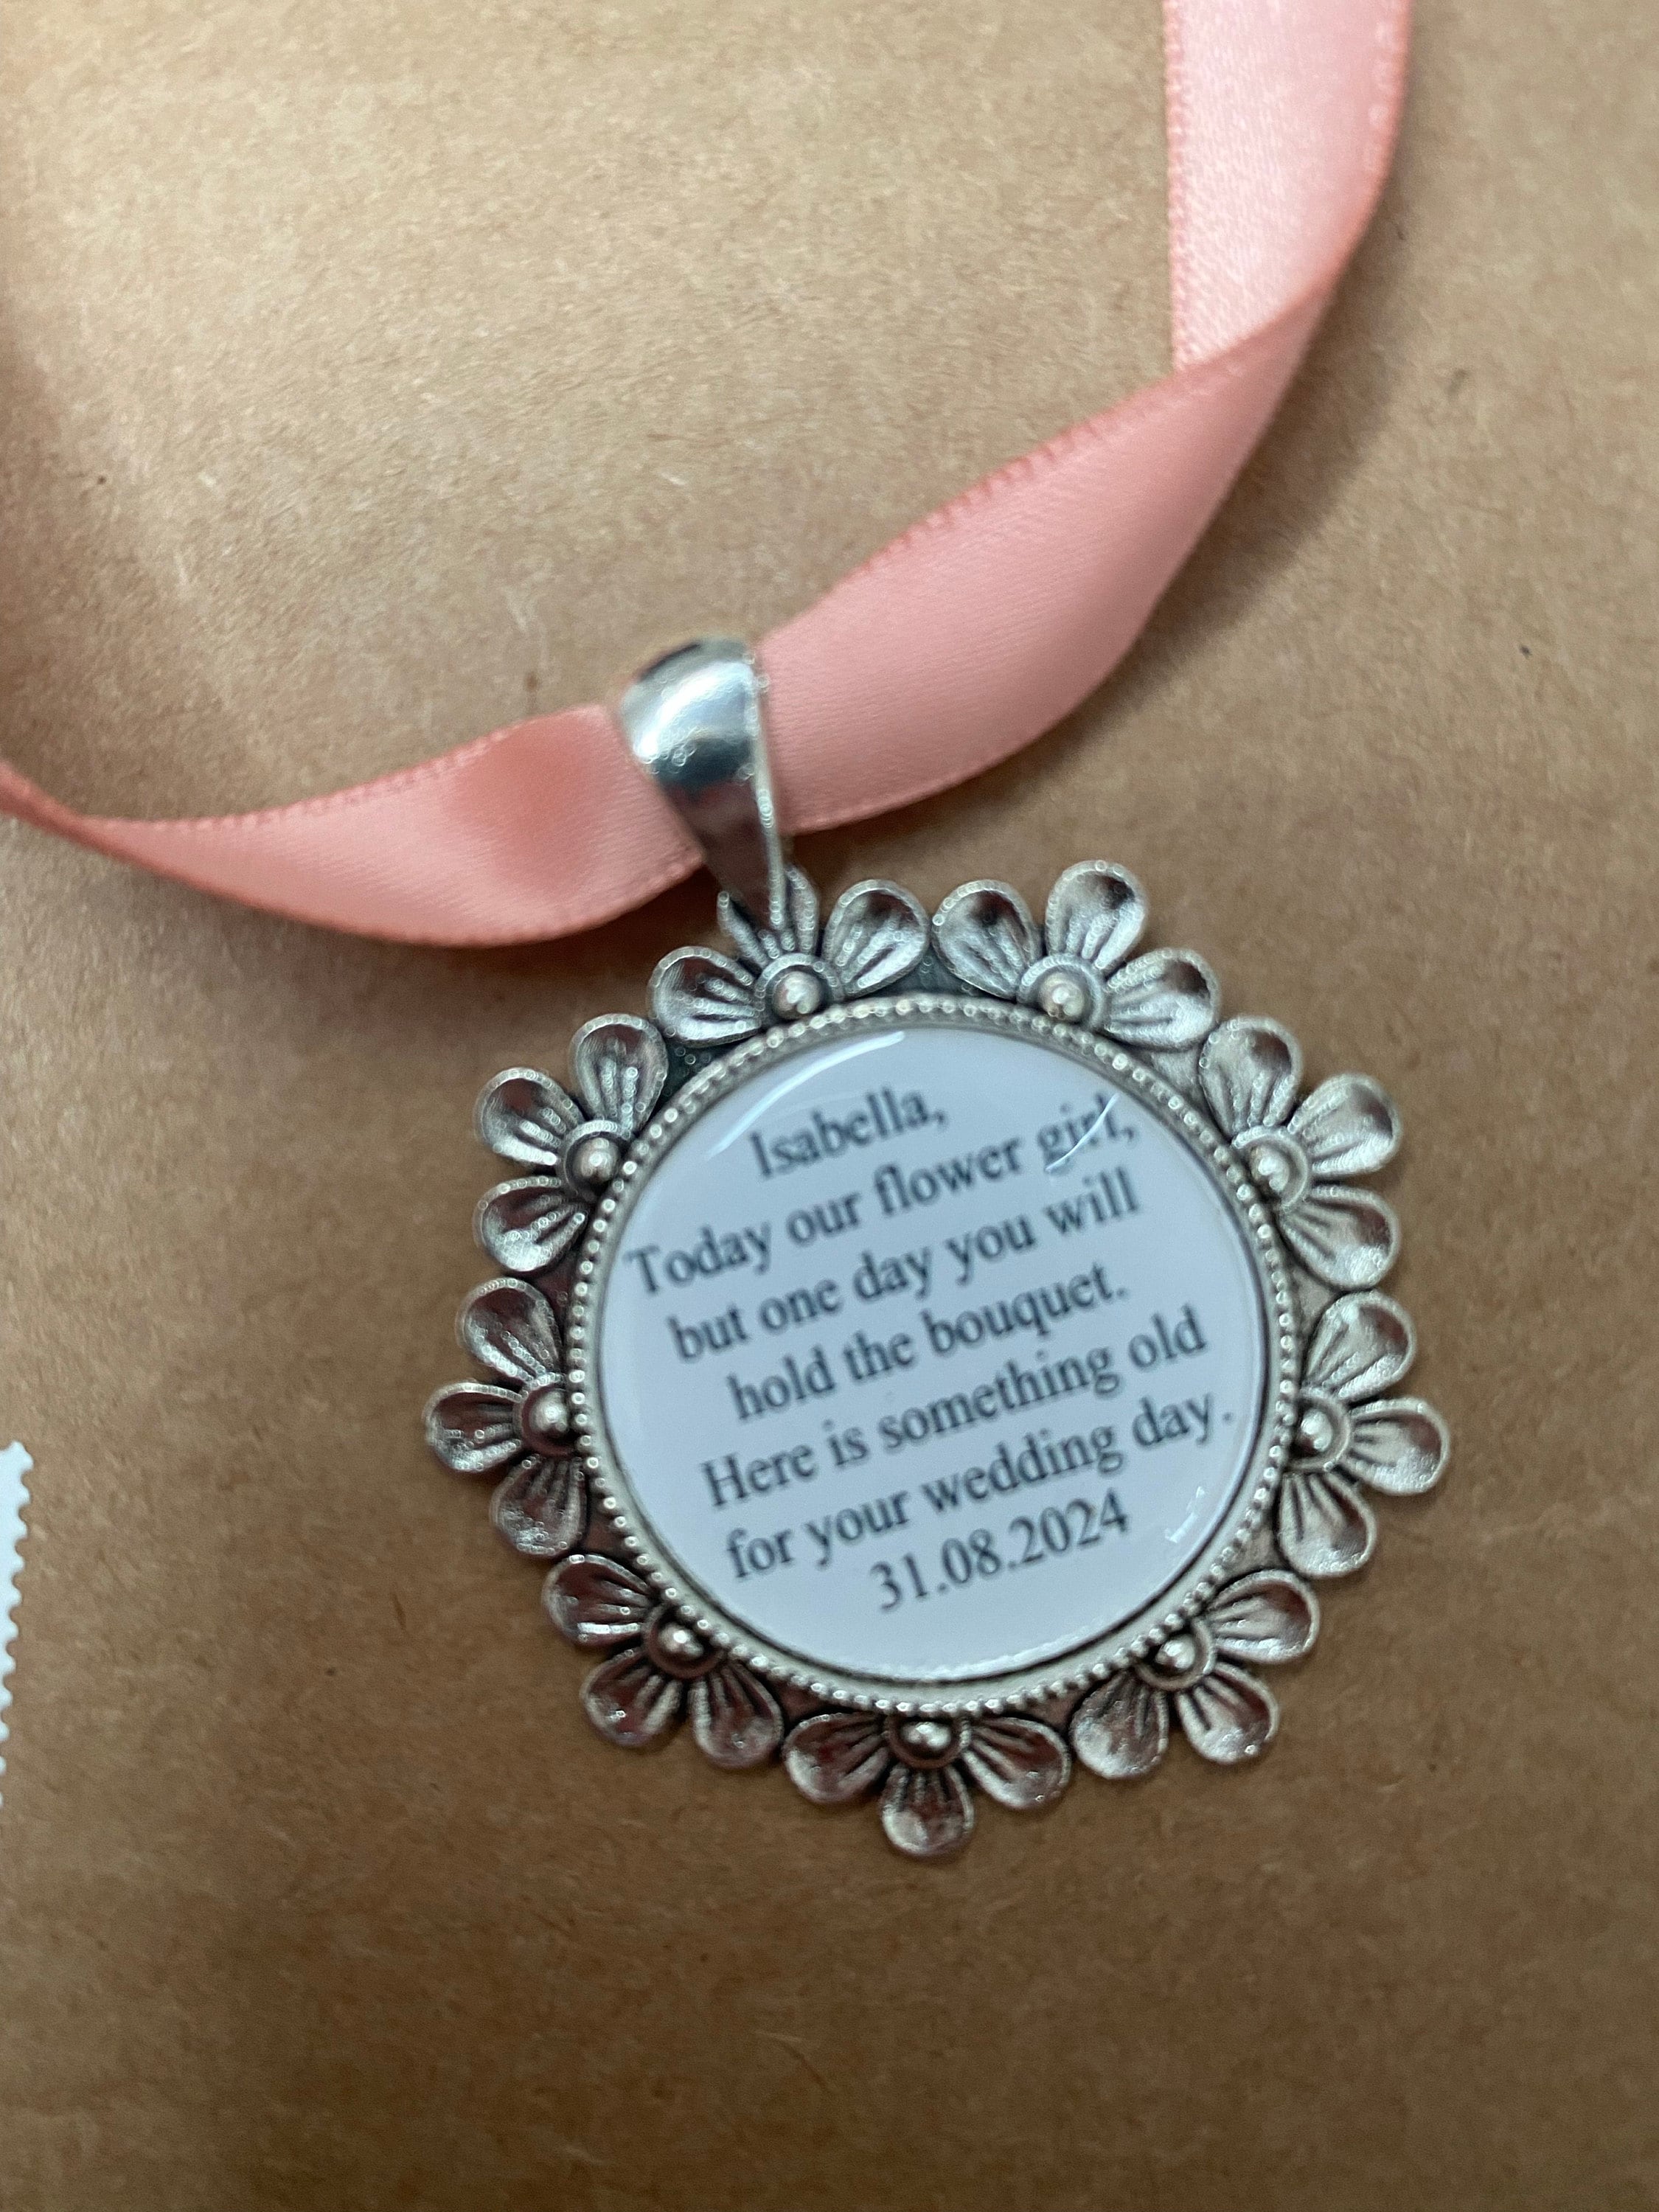 Isabella,
Today our flower girl,
but one day you will
hold the bouquet.
Here is something old
for your wedding day.
31.08.2024